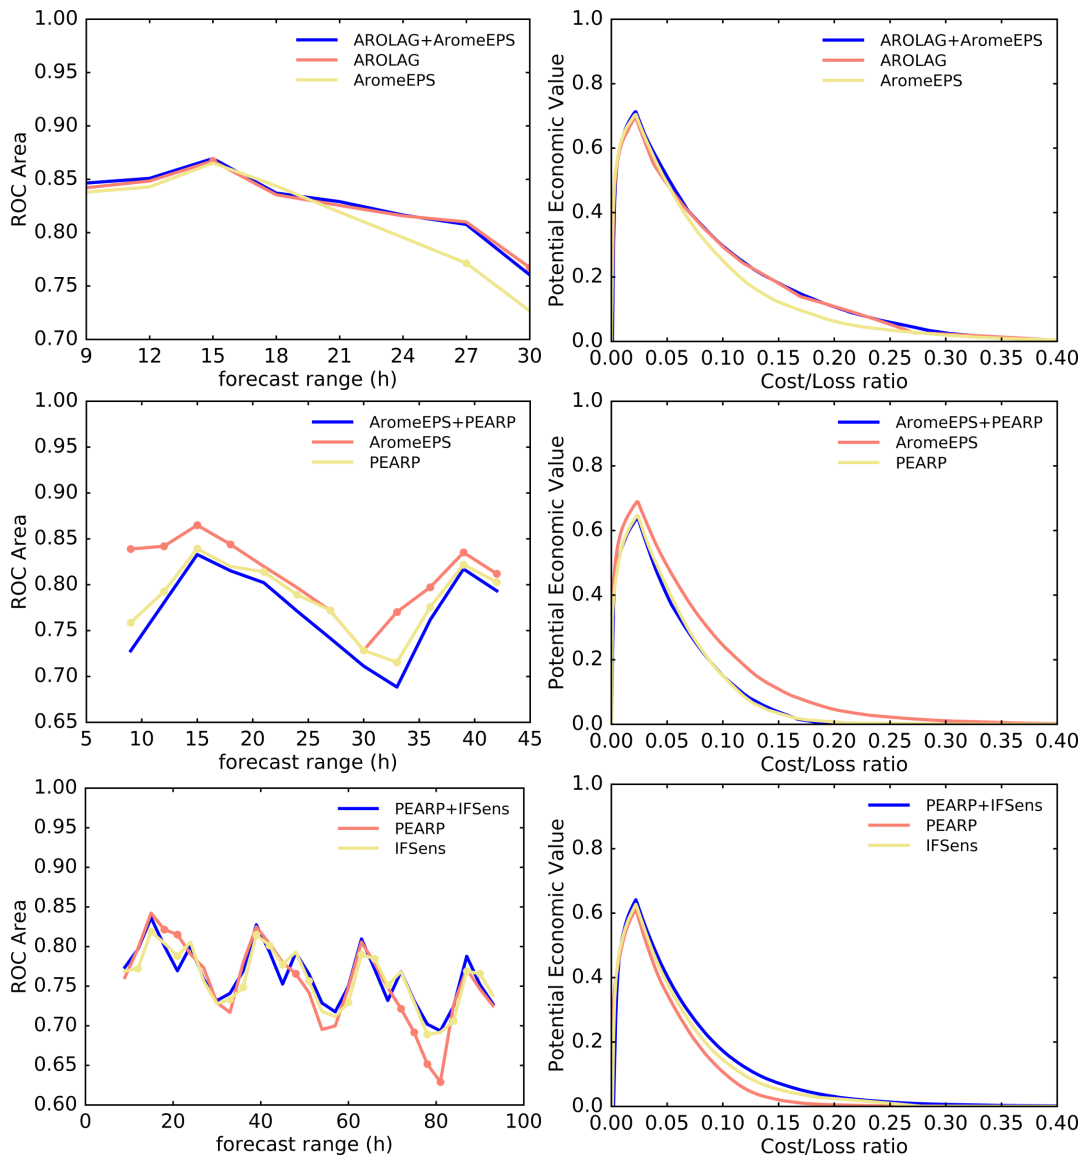 1.00
0.95
0.90
0.85
0.80
0.75
0.70
ROC Area
AROLAG+AromeEPS
AROLAG
AromeEPS
9 12 15 18 21 24 27 30
forecast range (h)
1.0
0.8
0.6
0.4
0.2
0.0
Potential Economic Value
AROLAG+AromeEPS
AROLAG
AromeEPS
0.00 0.05 0.10 0.15 0.20 0.25 0.30 0.35 0.40
Cost/Loss ratio
1.00
0.95
0.90
0.85
0.80
0.75
0.70
0.65
ROC Area
AromeEPS+PEARP
AromeEPS
PEARP
5 10 15 20 25 30 35 40 45
forecast range (h)
1.0
0.8
0.6
0.4
0.2
0.0
Potential Economic Value
AromeEPS+PEARP
AromeEPS
PEARP
0.00 0.05 0.10 0.15 0.20 0.25 0.30 0.35 0.40
Cost/Loss ratio
1.00
0.95
0.90
0.85
0.80
0.75
0.70
0.65
0.60
ROC Area
PEARP+IFSens
PEARP
IFSens
0 20 40 60 80 100
forecast range (h)
1.0
0.8
0.6
0.4
0.2
0.0
Potential Economic Value
PEARP+IFSens
PEARP
IFSens
0.00 0.05 0.10 0.15 0.20 0.25 0.30 0.35 0.40
Cost/Loss ratio